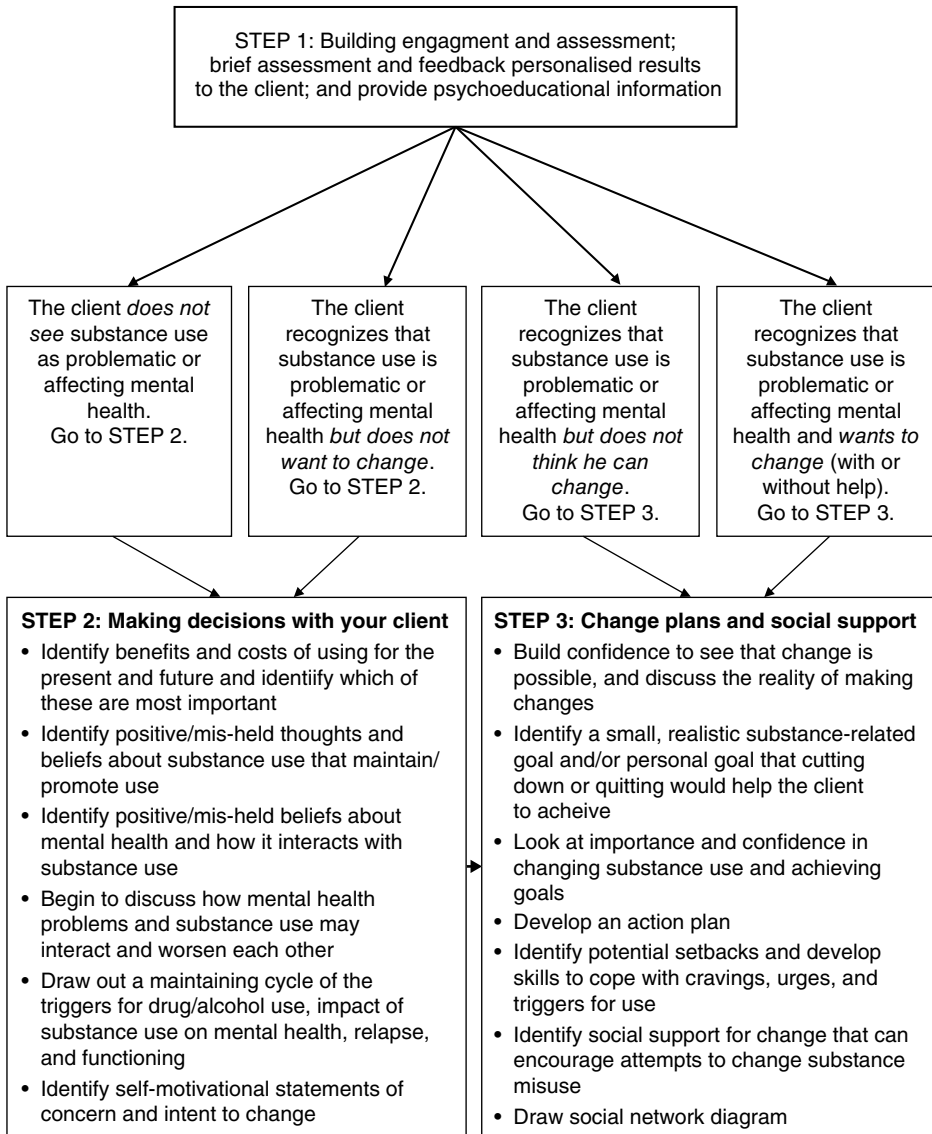 STEP 1: Building engagment and assessment;
brief assessment and feedback personalised results
to the client; and provide psychoeducational information
The client does not
see substance use
as problematic or
affecting mental
health.
Go to STEP 2.
The client
recognizes that
substance use is
problematic or
affecting mental
health but does not
want to change.
Go to STEP 2.
The client
recognizes that
substance use is
problematic or
affecting mental
health but does not
think he can
change.
Go to STEP 3.
The client
recognizes that
substance use is
problematic or
affecting mental
health and wants to
change (with or
without help).
Go to STEP 3.
STEP 2: Making decisions with your client
• Identify benefits and costs of using for the
present and future and identiify which of
these are most important
• Identify positive/mis-held thoughts and
beliefs about substance use that maintain/
promote use
• Identify positive/mis-held beliefs about
mental health and how it interacts with
substance use
• Begin to discuss how mental health
problems and substance use may
interact and worsen each other
• Draw out a maintaining cycle of the
triggers for drug/alcohol use, impact of
substance use on mental health, relapse,
and functioning
• Identify self-motivational statements of
concern and intent to change
STEP 3: Change plans and social support
• Build confidence to see that change is
possible, and discuss the reality of making
changes
• Identify a small, realistic substance-related
goal and/or personal goal that cutting
down or quitting would help the client
to acheive
• Look at importance and confidence in
changing substance use and achieving
goals
• Develop an action plan
• Identify potential setbacks and develop
skills to cope with cravings, urges, and
triggers for use
• Identify social support for change that can
encourage attempts to change substance
misuse
• Draw social network diagram